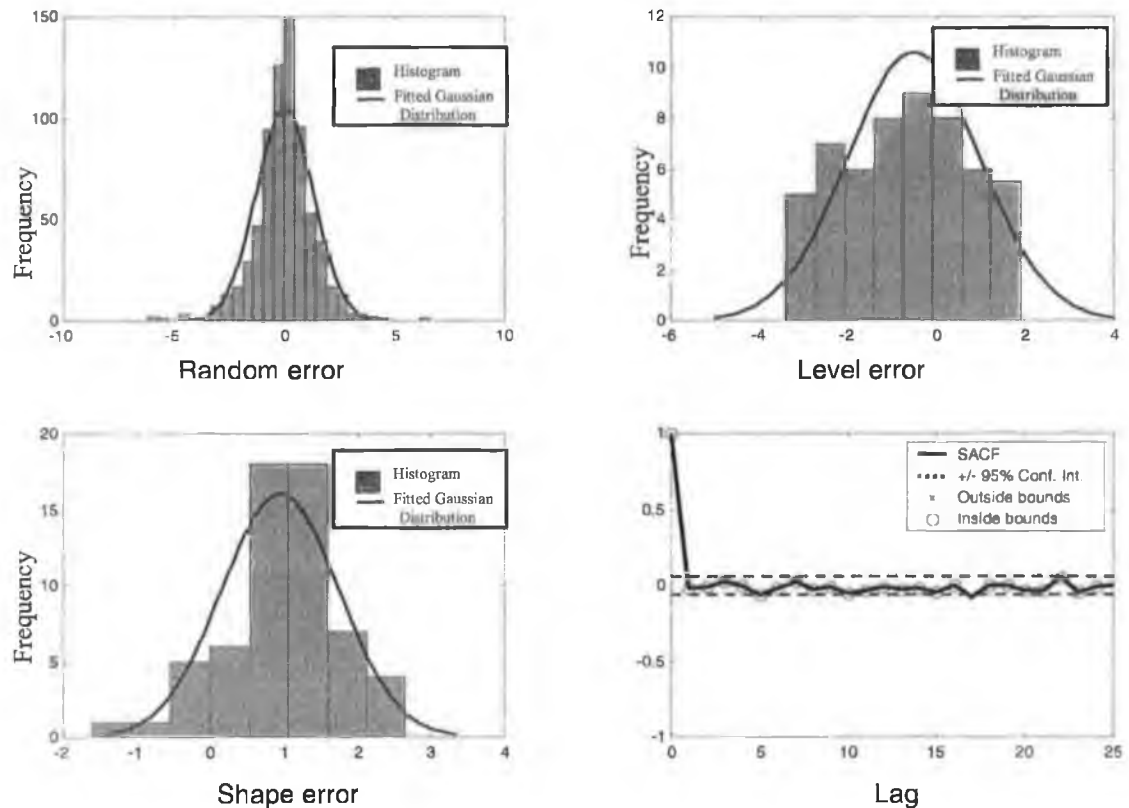 150
100
50
0
-10
-5
0
5
10
Frequency
Random error
Histogram
Fitted Gaussian
Distribution
12
10
8
6
4
2
0
-6
-4
-2
0
2
4
Frequency
Level error
Histogram
Fitted Gaussian
Distribution
20
15
10
5
0
-2
-1
0
1
2
3
4
Frequency
Shape error
Histogram
Fitted Gaussian
Distribution
1
0.5
0
-0.5
-1
0
5
10
15
20
25
Lag
SACF
+/- 95% Conf. Int.
Outside bounds
Inside bounds